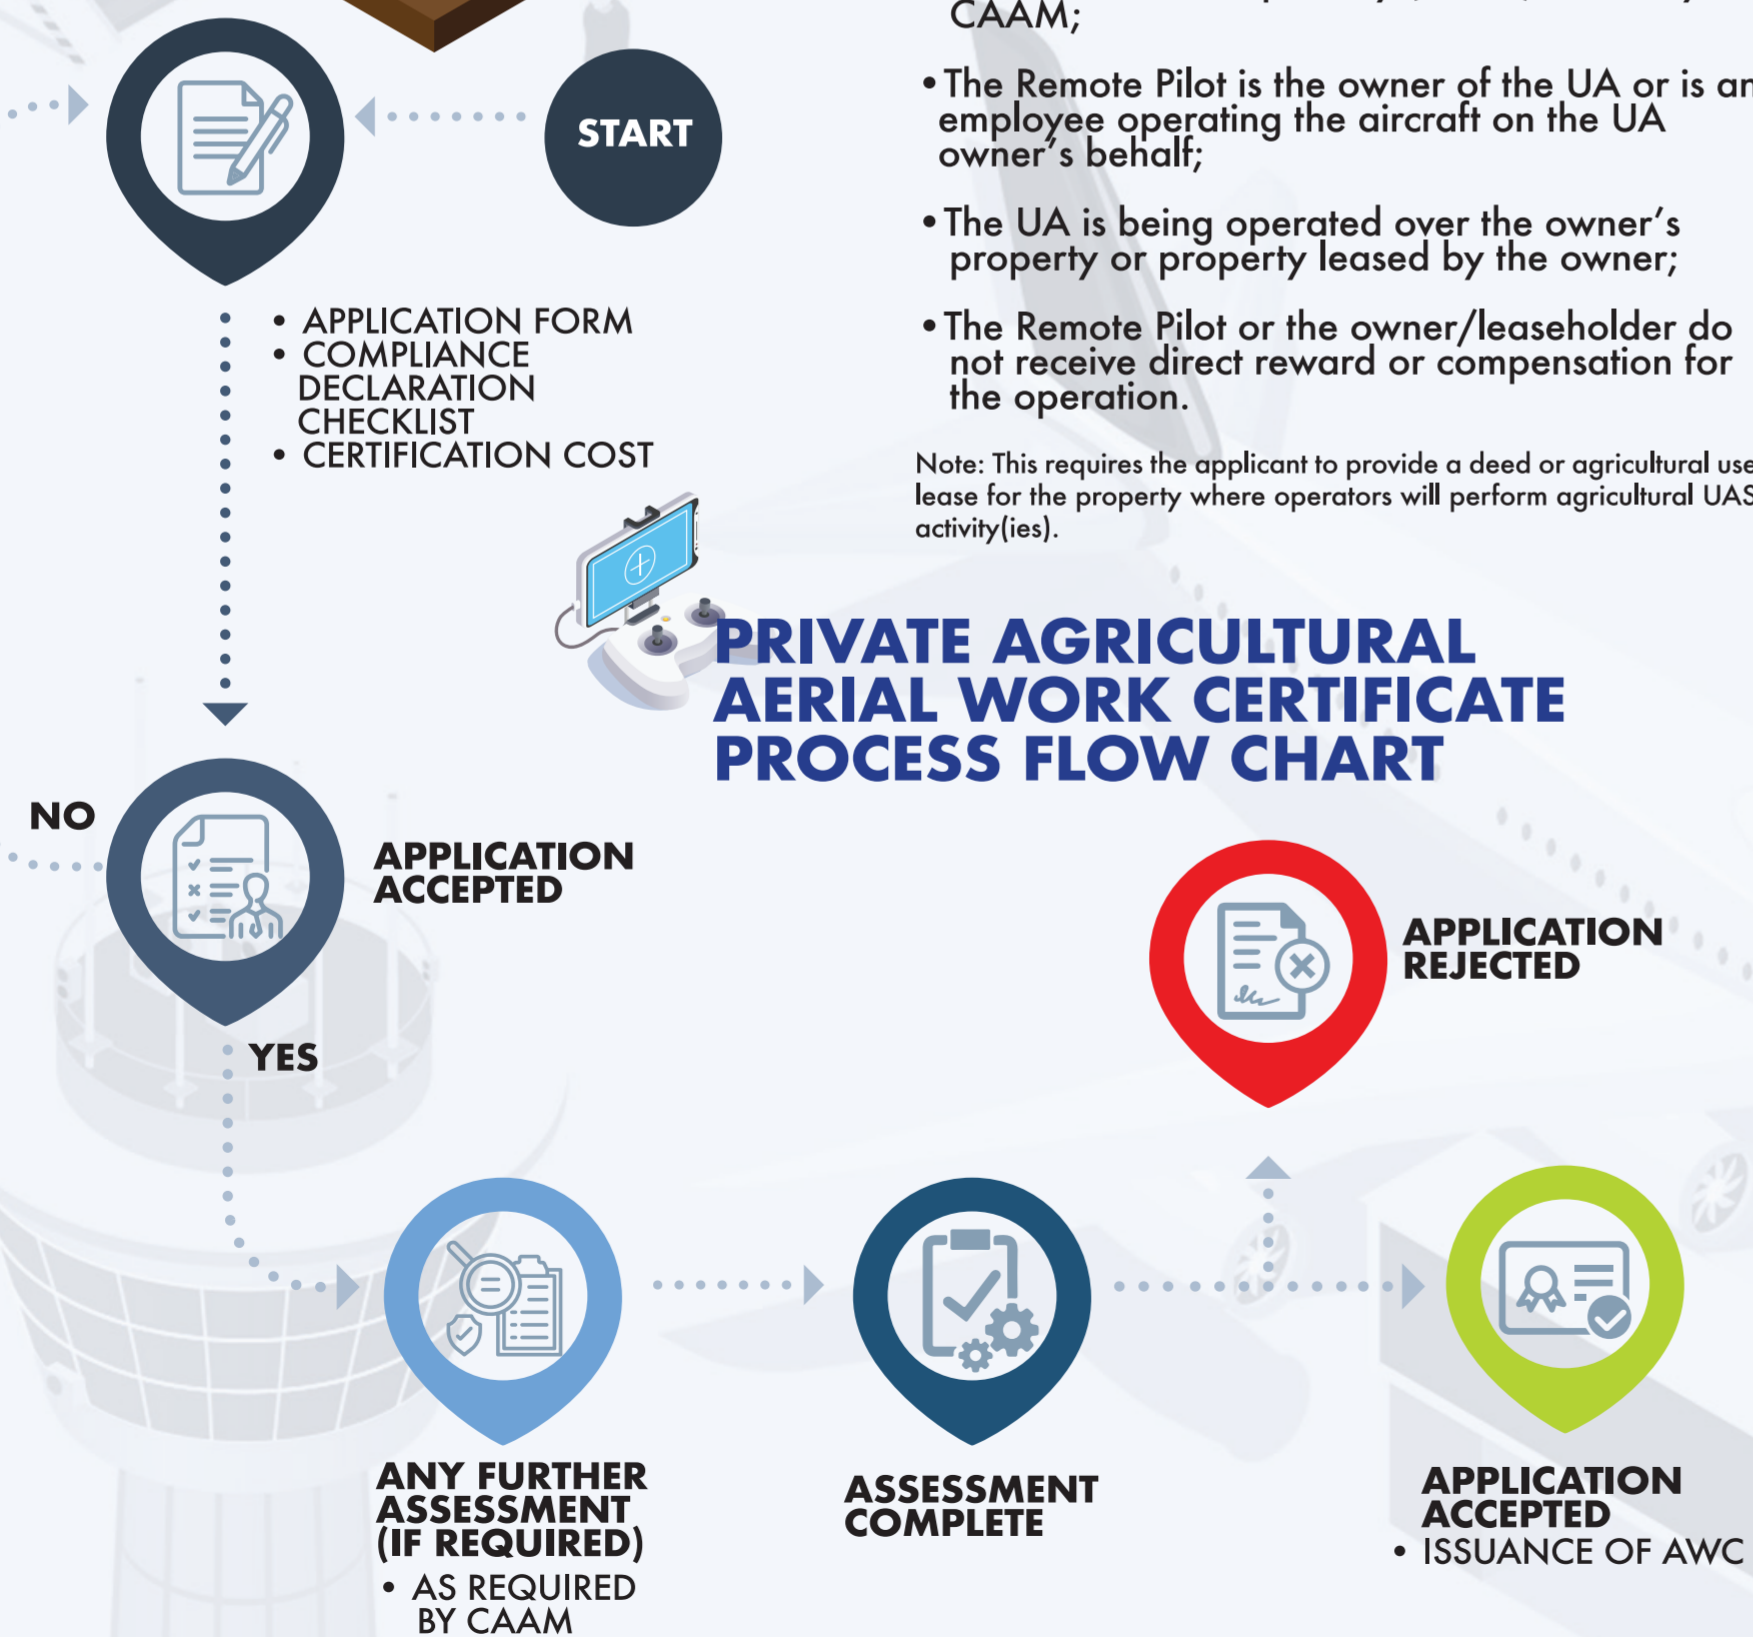 CAAM;
• The Remote Pilot is the owner of the UA or is an
employee operating the aircraft on the UA
owner's behalf;
• The UA is being operated over the owner's
property or property leased by the owner;
• The Remote Pilot or the owner/leaseholder do
not receive direct reward or compensation for
the operation.
Note: This requires the applicant to provide a deed or agricultural use
lease for the property where operators will perform agricultural UAS
activity(ies).
START
• APPLICATION FORM
• COMPLIANCE
DECLARATION
CHECKLIST
• CERTIFICATION COST
PRIVATE AGRICULTURAL
AERIAL WORK CERTIFICATE
PROCESS FLOW CHART
NO
APPLICATION
ACCEPTED
YES
APPLICATION
REJECTED
ANY FURTHER
ASSESSMENT
(IF REQUIRED)
• AS REQUIRED
BY CAAM
ASSESSMENT
COMPLETE
APPLICATION
ACCEPTED
• ISSUANCE OF AWC